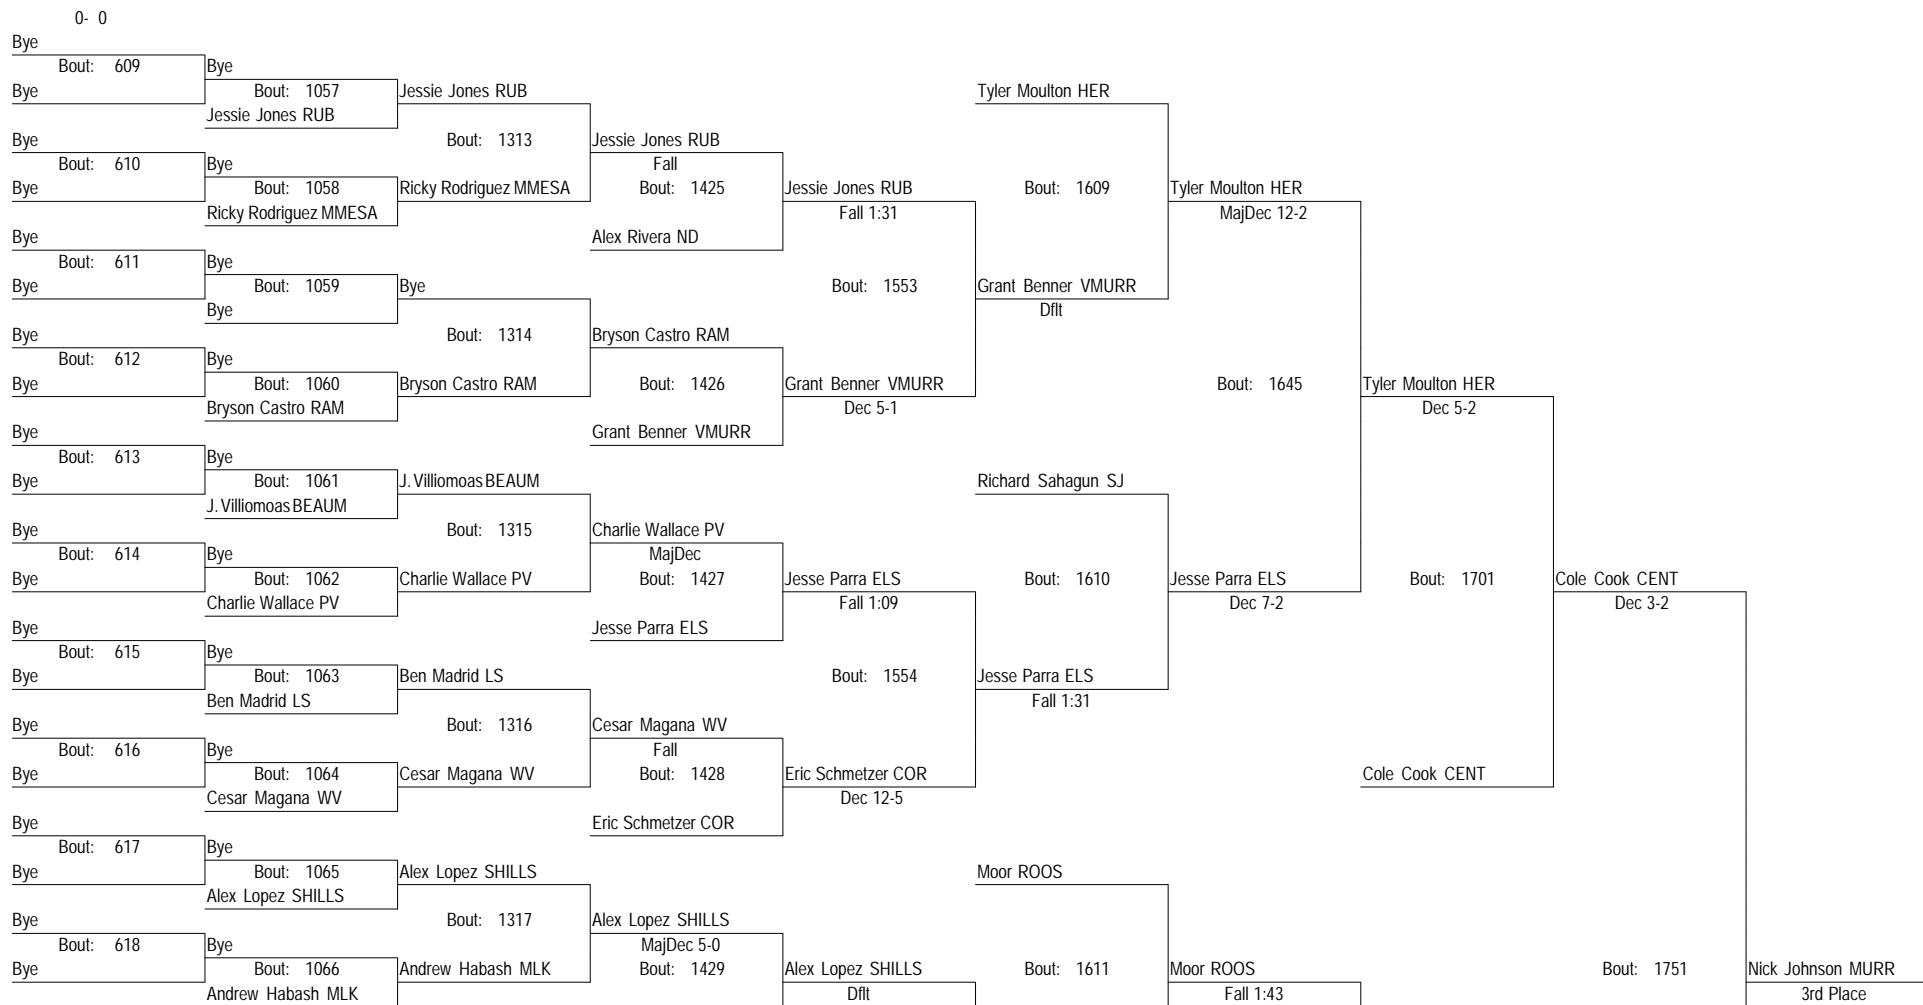 0- 0
Bye
Bout: 609 Bye
Bye Bout: 1057 Jessie Jones RUB Tyler Moulton HER
Jessie Jones RUB
Bye Bout: 1313 Jessie Jones RUB
Bout: 610 Bye Fall
Bye Bout: 1058 Ricky Rodriguez MMESA Bout: 1425 Jessie Jones RUB Bout: 1609 Tyler Moulton HER
Ricky Rodriguez MMESA Fall 1:31 MajDec 12-2
Bye Alex Rivera ND
Bout: 611 Bye
Bye Bout: 1059 Bye Bout: 1553 Grant Benner VMURR
Bye Dflt
Bye Bout: 1314 Bryson Castro RAM
Bout: 612 Bye
Bye Bout: 1060 Bryson Castro RAM Bout: 1426 Grant Benner VMURR Bout: 1645 Tyler Moulton HER
Bryson Castro RAM Dec 5-1 Dec 5-2
Bye Grant Benner VMURR
Bout: 613 Bye
Bye Bout: 1061 J. Villiomoas BEAUM Richard Sahagun SJ
J. Villiomoas BEAUM
Bye Bout: 1315 Charlie Wallace PV
Bout: 614 Bye MajDec
Bye Bout: 1062 Charlie Wallace PV Bout: 1427 Jesse Parra ELS Bout: 1610 Jesse Parra ELS Bout: 1701 Cole Cook CENT
Charlie Wallace PV Fall 1:09 Dec 7-2 Dec 3-2
Bye Jesse Parra ELS
Bout: 615 Bye
Bye Bout: 1063 Ben Madrid LS Bout: 1554 Jesse Parra ELS
Ben Madrid LS Fall 1:31
Bye Bout: 1316 Cesar Magana WV
Bout: 616 Bye Fall
Bye Bout: 1064 Cesar Magana WV Bout: 1428 Eric Schmetzer COR Cole Cook CENT
Cesar Magana WV Dec 12-5
Bye Eric Schmetzer COR
Bout: 617 Bye
Bye Bout: 1065 Alex Lopez SHILLS Moor ROOS
Alex Lopez SHILLS
Bye Bout: 1317 Alex Lopez SHILLS
Bout: 618 Bye MajDec 5-0
Bye Bout: 1066 Andrew Habash MLK Bout: 1429 Alex Lopez SHILLS Bout: 1611 Moor ROOS Bout: 1751 Nick Johnson MURR
Andrew Habash MLK Dflt Fall 1:43 3rd Place